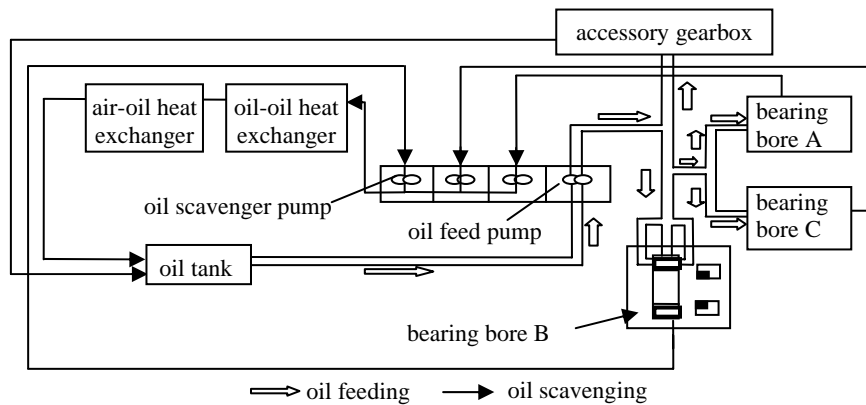 accessory gearbox
air-oil heat
exchanger
oil-oil heat
exchanger
bearing
bore A
oil scavenger pump
oil feed pump
bearing
bore C
oil tank
bearing bore B
oil feeding
oil scavenging